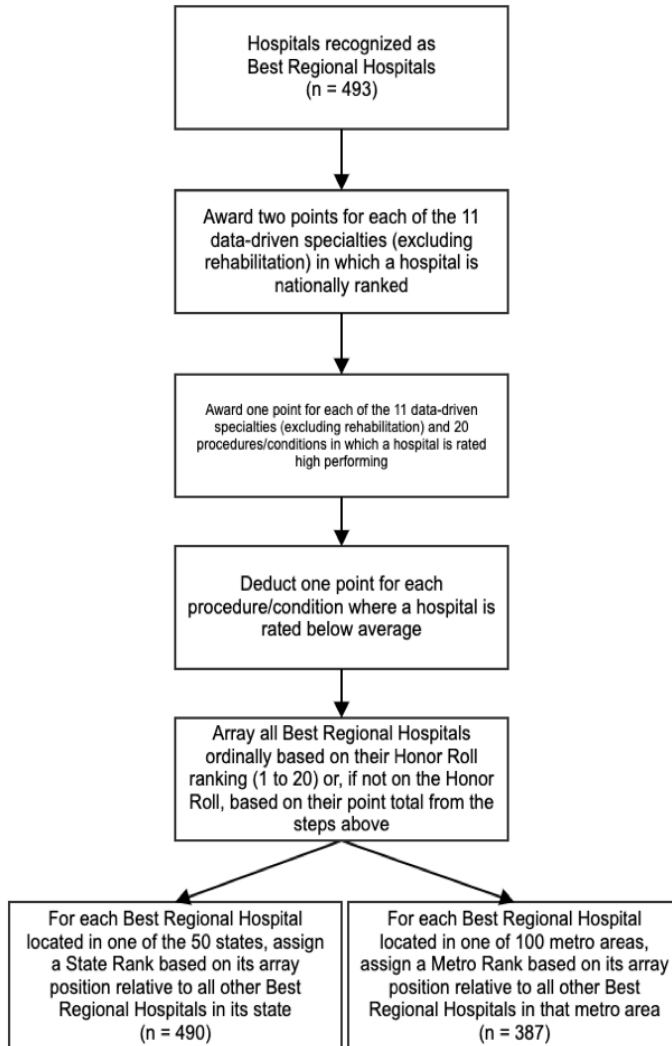 Hospitals recognized as
Best Regional Hospitals
(n = 493)
Award two points for each of the 11
data-driven specialties (excluding
rehabilitation) in which a hospital is
nationally ranked
Award one point for each of the 11 data-driven
specialties (excluding rehabilitation) and 20
procedures/conditions in which a hospital is rated
high performing
Deduct one point for each
procedure/condition where a hospital is
rated below average
Array all Best Regional Hospitals
ordinally based on their Honor Roll
ranking (1 to 20) or, if not on the Honor
Roll, based on their point total from the
steps above
For each Best Regional Hospital
located in one of the 50 states, assign
a State Rank based on its array
position relative to all other Best
Regional Hospitals in its state
(n = 490)
For each Best Regional Hospital
located in one of 100 metro areas,
assign a Metro Rank based on its array
position relative to all other Best
Regional Hospitals in that metro area
(n = 387)